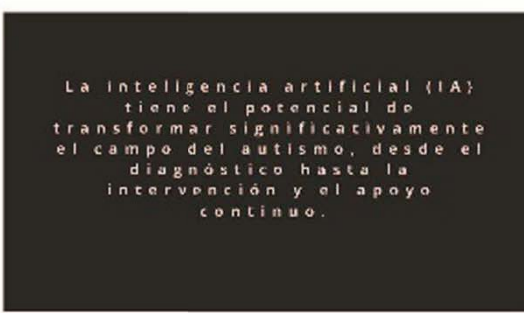 La inteligencia artificial (IA)
tiene el potencial de
transformar significativamente
el campo del autismo, desde el
diagnóstico hasta la
intervención y el apoyo
continuo.